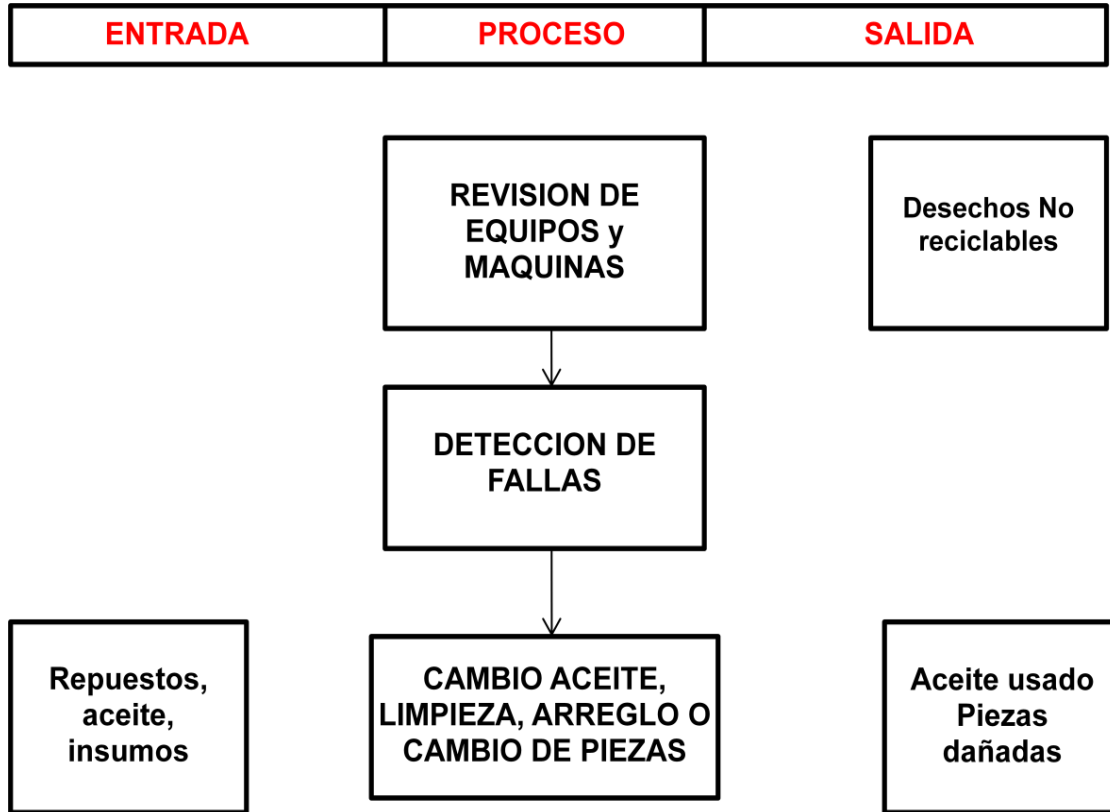 ENTRADA
PROCESO
SALIDA
REVISION DE
EQUIPOS y
MAQUINAS
Desechos No
reciclables
DETECCION DE
FALLAS
Repuestos,
aceite,
insumos
CAMBIO ACEITE,
LIMPIEZA, ARREGLO O
CAMBIO DE PIEZAS
Aceite usado
Piezas
dañadas